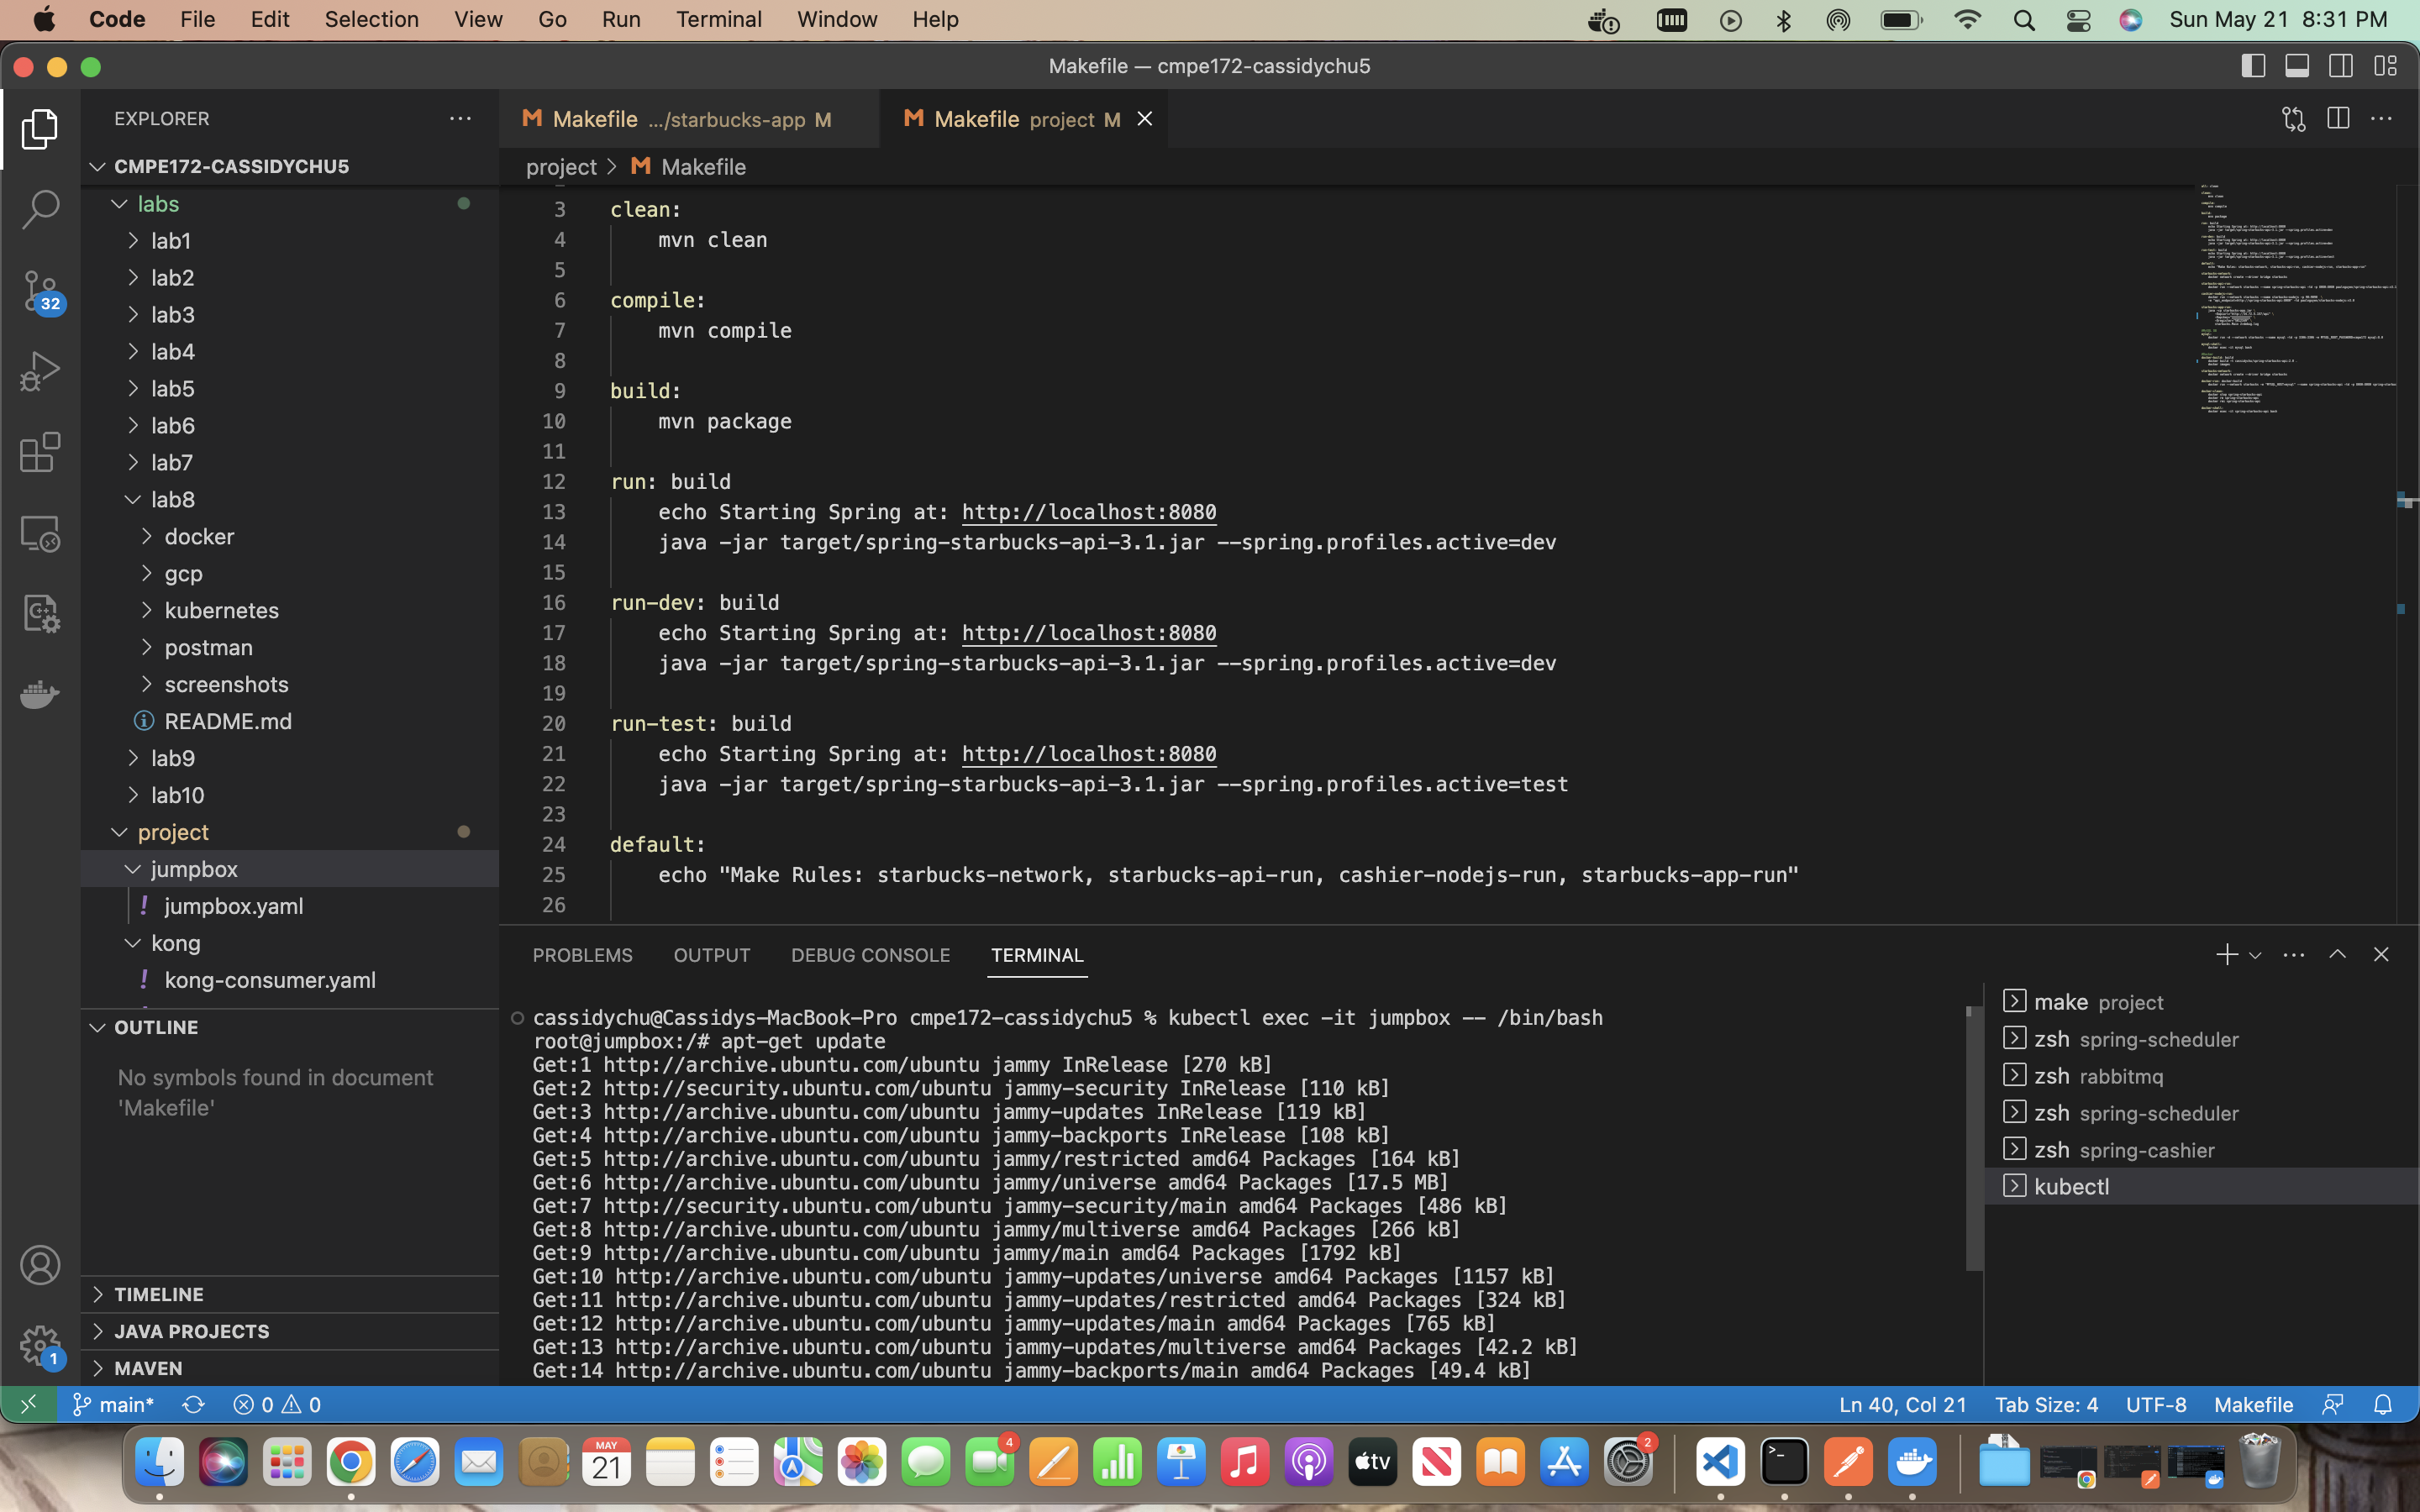 Code File Edit Selection View Go Run Terminal Window Help
Sun May 21 8:31 PM
Makefile — cmpe172-cassidychu5
EXPLORER
CMPE172-CASSIDYCHU5
labs
lab1
lab2
lab3
lab4
lab5
lab6
lab7
lab8
docker
gcp
kubernetes
postman
screenshots
README.md
lab9
lab10
project
jumpbox
jumpbox.yaml
kong
kong-consumer.yaml
OUTLINE
No symbols found in document
'Makefile'
TIMELINE
JAVA PROJECTS
MAVEN
32
1
Makefile .../starbucks-app M
Makefile project M
project > Makefile
3 clean:
4 mvn clean
5
6 compile:
7 mvn compile
8
9 build:
10 mvn package
11
12 run: build
13 echo Starting Spring at: http://localhost:8080
14 java -jar target/spring-starbucks-api-3.1.jar --spring.profiles.active=dev
15
16 run-dev: build
17 echo Starting Spring at: http://localhost:8080
18 java -jar target/spring-starbucks-api-3.1.jar --spring.profiles.active=dev
19
20 run-test: build
21 echo Starting Spring at: http://localhost:8080
22 java -jar target/spring-starbucks-api-3.1.jar --spring.profiles.active=test
23
24 default:
25 echo "Make Rules: starbucks-network, starbucks-api-run, cashier-nodejs-run, starbucks-app-run"
26
PROBLEMS OUTPUT DEBUG CONSOLE TERMINAL
cassidychu@Cassidys-MacBook-Pro cmpe172-cassidychu5 % kubectl exec -it jumpbox -- /bin/bash
root@jumpbox:/# apt-get update
Get:1 http://archive.ubuntu.com/ubuntu jammy InRelease [270 kB]
Get:2 http://security.ubuntu.com/ubuntu jammy-security InRelease [110 kB]
Get:3 http://archive.ubuntu.com/ubuntu jammy-updates InRelease [119 kB]
Get:4 http://archive.ubuntu.com/ubuntu jammy-backports InRelease [108 kB]
Get:5 http://archive.ubuntu.com/ubuntu jammy/restricted amd64 Packages [164 kB]
Get:6 http://archive.ubuntu.com/ubuntu jammy/universe amd64 Packages [17.5 MB]
Get:7 http://security.ubuntu.com/ubuntu jammy-security/main amd64 Packages [486 kB]
Get:8 http://archive.ubuntu.com/ubuntu jammy/multiverse amd64 Packages [266 kB]
Get:9 http://archive.ubuntu.com/ubuntu jammy/main amd64 Packages [1792 kB]
Get:10 http://archive.ubuntu.com/ubuntu jammy-updates/universe amd64 Packages [1157 kB]
Get:11 http://archive.ubuntu.com/ubuntu jammy-updates/restricted amd64 Packages [324 kB]
Get:12 http://archive.ubuntu.com/ubuntu jammy-updates/main amd64 Packages [765 kB]
Get:13 http://archive.ubuntu.com/ubuntu jammy-updates/multiverse amd64 Packages [42.2 kB]
Get:14 http://archive.ubuntu.com/ubuntu jammy-backports/main amd64 Packages [49.4 kB]
make project
zsh spring-scheduler
zsh rabbitmq
zsh spring-scheduler
zsh spring-cashier
kubectl
main* 0 0
Ln 40, Col 21 Tab Size: 4 UTF-8 Makefile
MAY
21
4
tv
2